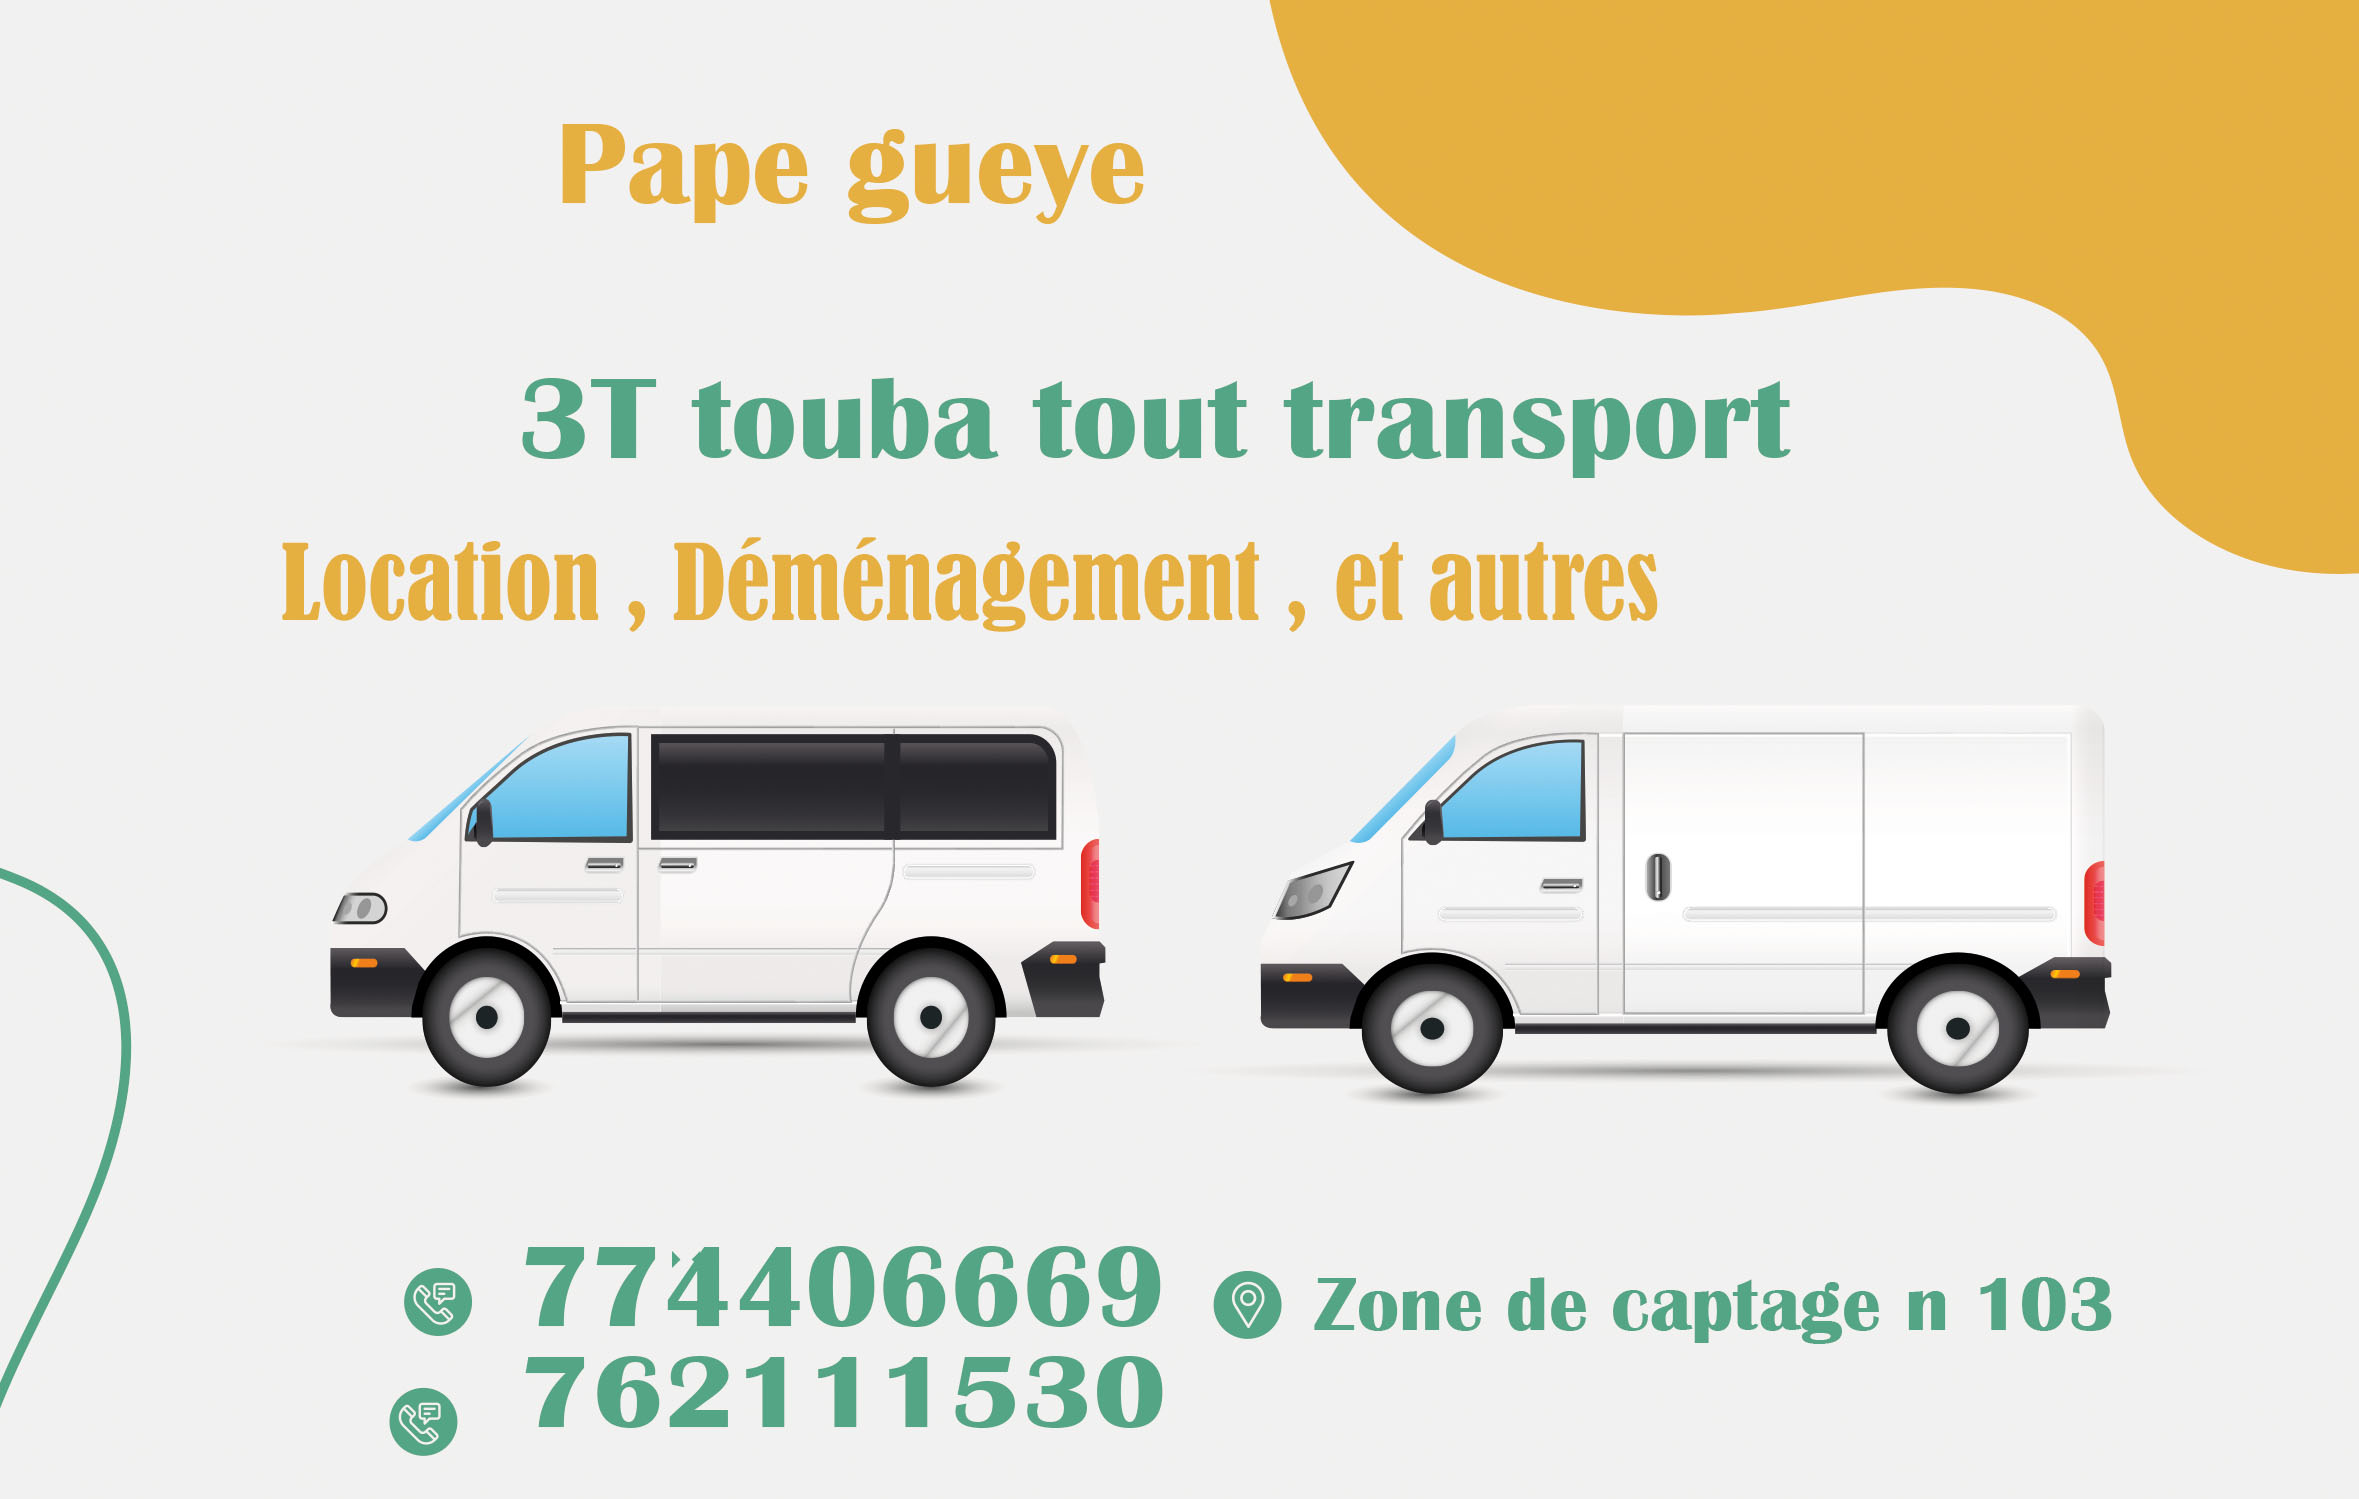 Pape gueye
3T touba tout transport
Location , Déménagement , et autres
774406669
Zone de captage n 103
762111530